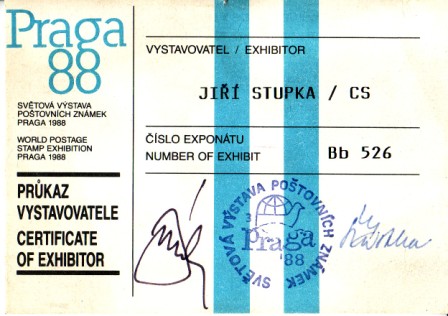 Praga
88
SVĚTOVÁ VÝSTAVA
POŠTOVNÍCH ZNÁMEK
PRAGA 1988
WORLD POSTAGE
STAMP EXHIBITION
PRAGA 1988
PRŮKAZ
VYSTAVOVATELE
CERTIFICATE
OF EXHIBITOR
VYSTAVOVATEL / EXHIBITOR
JIŘÍ STUPKA / CS
ČÍSLO EXPONÁTU
NUMBER OF EXHIBIT
Bb 526
SVĚTOVÁ VÝSTAVA POŠTOVNÍCH ZNÁMEK
3
Praga
'88